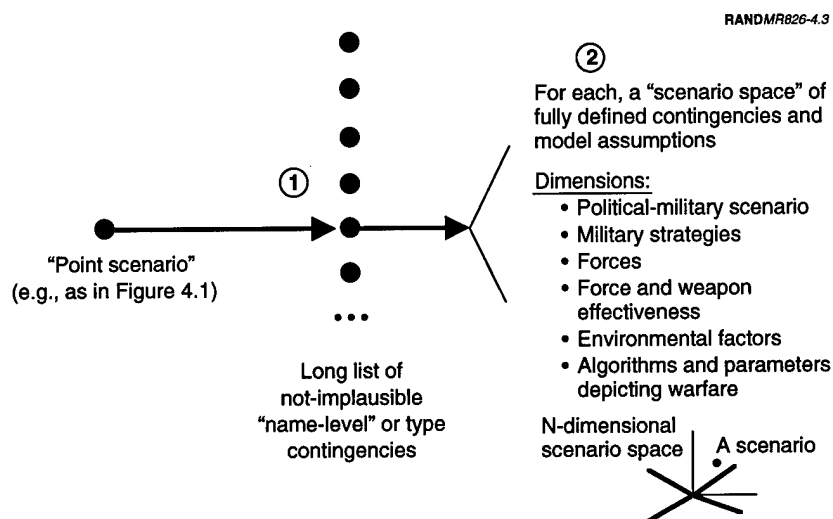 RANDMR826-4.3
①
"Point scenario"
(e.g., as in Figure 4.1)
• • •
Long list of
not-implausible
"name-level" or type
contingencies
②
For each, a "scenario space" of
fully defined contingencies and
model assumptions
Dimensions:
• Political-military scenario
• Military strategies
• Forces
• Force and weapon
effectiveness
• Environmental factors
• Algorithms and parameters
depicting warfare
N-dimensional
scenario space
A scenario